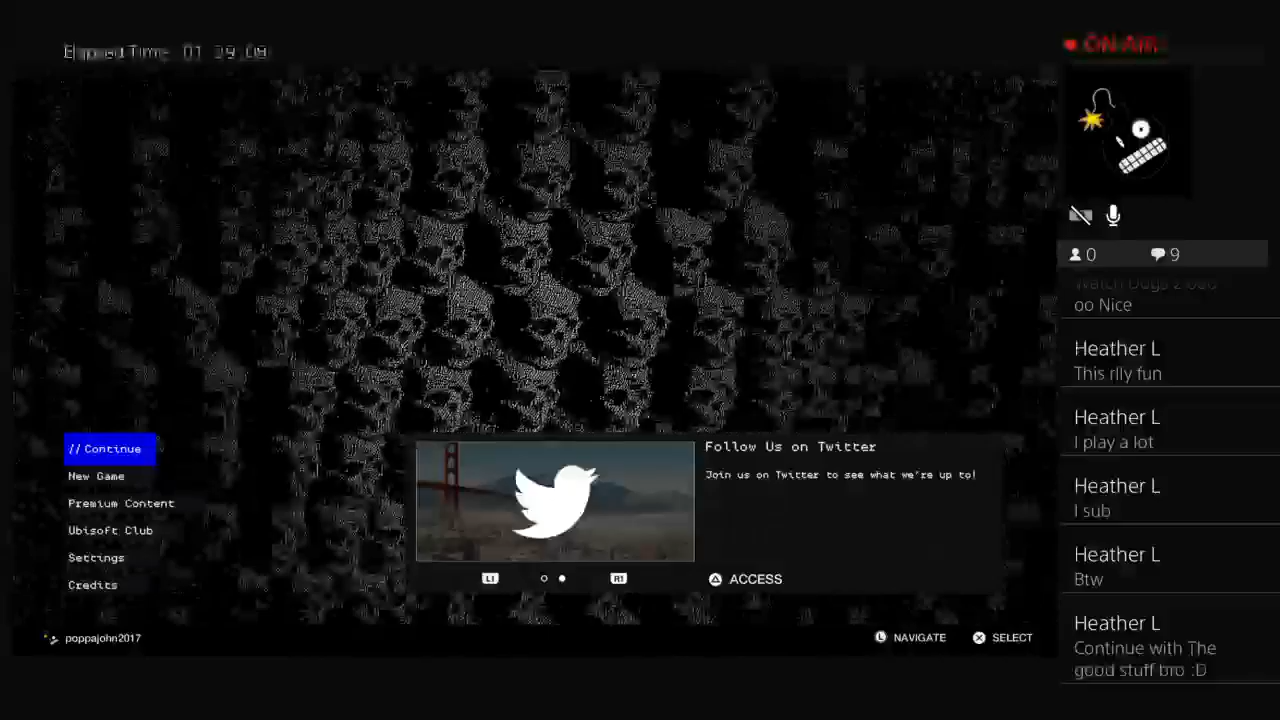 Elapsed Time 01 29 09
ON AIR
0
9
Watch Dogs 2
oo Nice
Heather L
This rlly fun
Heather L
I play a lot
Heather L
I sub
Heather L
Btw
Heather L
Continue with The
good stuff bro :D
// Continue
New Game
Premium Content
Ubisoft Club
Settings
Credits
Follow Us on Twitter
Join us on Twitter to see what we're up to!
L1
R1
ACCESS
poppajohn2017
L NAVIGATE
SELECT